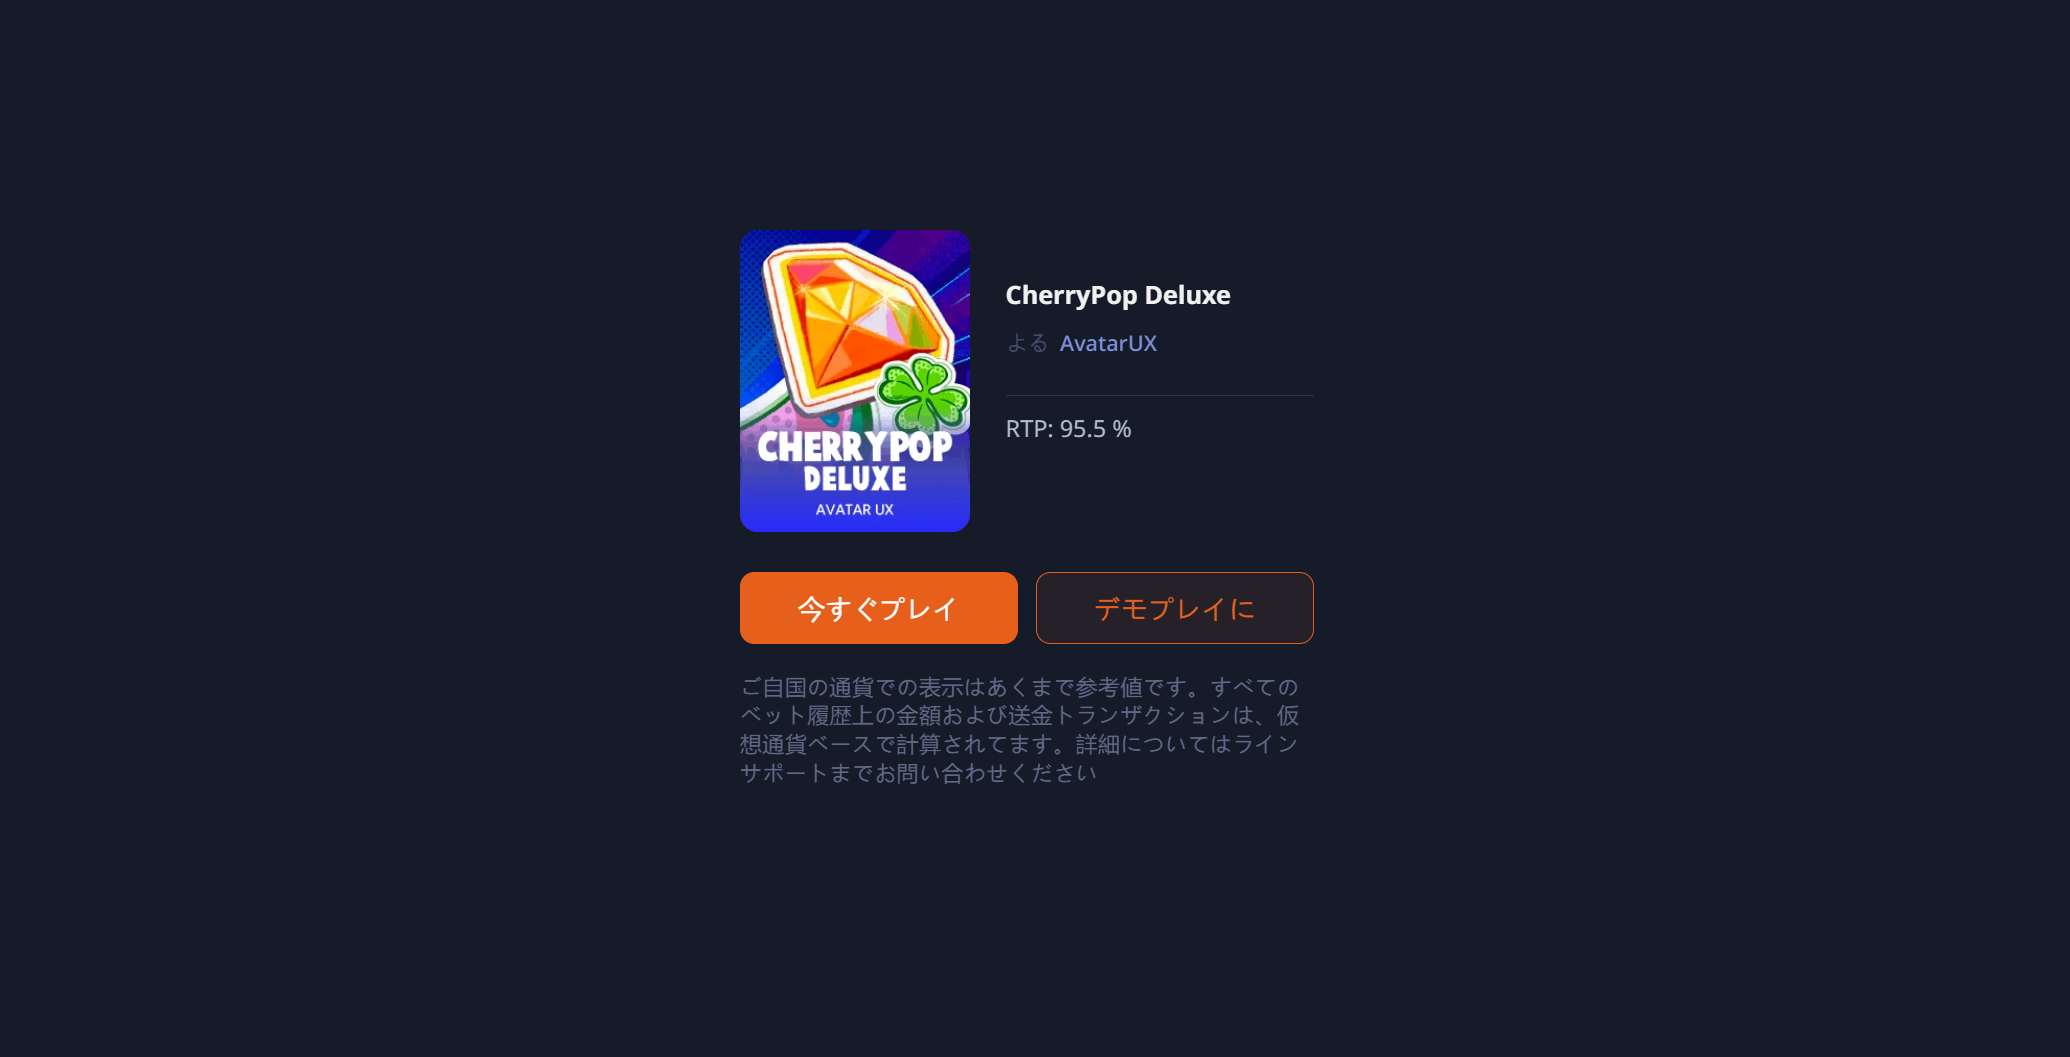 CHERRYPOP
DELUXE
AVATAR UX
CherryPop Deluxe
よる AvatarUX
RTP: 95.5 %
今すぐプレイ
デモプレイに
ご自国の通貨での表示はあくまで参考値です。すべての
ベット履歴上の金額および送金トランザクションは、仮
想通貨ベースで計算されてます。詳細についてはライン
サポートまでお問い合わせください